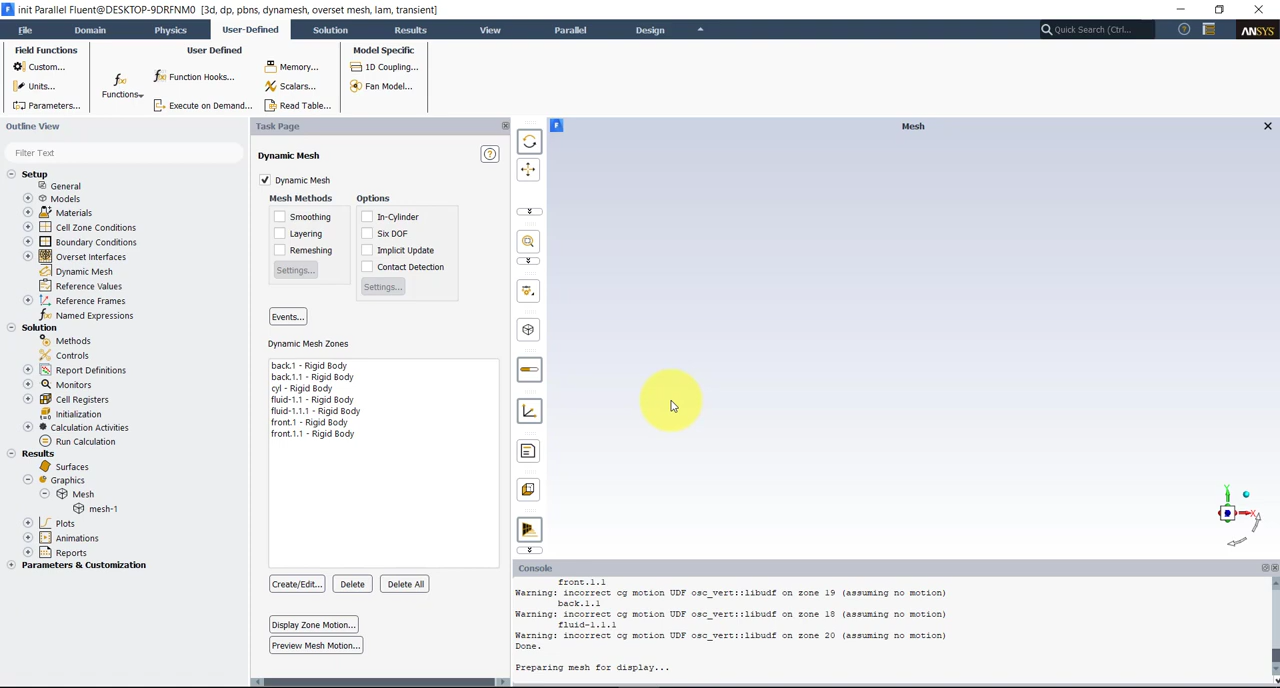 init Parallel Fluent@DESKTOP-9DRFNM0 [3d, dp, pbns, dynamesh, overset mesh, lam, transient]
File Domain Physics User-Defined Solution Results View Parallel Design Quick Search (Ctrl... ANSYS
Field Functions User Defined Model Specific
Custom... Memory... 1D Coupling...
Function Hooks...
Units... Scalars... Fan Model...
Functions
Parameters... Execute on Demand... Read Table...
Outline View
Filter Text
Setup
General
Models
Materials
Cell Zone Conditions
Boundary Conditions
Overset Interfaces
Dynamic Mesh
Reference Values
Reference Frames
Named Expressions
Solution
Methods
Controls
Report Definitions
Monitors
Cell Registers
Initialization
Calculation Activities
Run Calculation
Results
Surfaces
Graphics
Mesh
mesh-1
Plots
Animations
Reports
Parameters & Customization
Task Page
Dynamic Mesh
Dynamic Mesh
Mesh Methods Options
Smoothing In-Cylinder
Layering Six DOF
Remeshing Implicit Update
Settings... Contact Detection
Settings...
Events...
Dynamic Mesh Zones
back.1 - Rigid Body
back.1.1 - Rigid Body
cyl - Rigid Body
fluid-1.1 - Rigid Body
fluid-1.1.1 - Rigid Body
front.1 - Rigid Body
front.1.1 - Rigid Body
Create/Edit... Delete Delete All
Display Zone Motion...
Preview Mesh Motion...
Mesh
Y
X
Console
front.1.1
Warning: incorrect cg motion UDF osc_vert::libudf on zone 19 (assuming no motion)
back.1.1
Warning: incorrect cg motion UDF osc_vert::libudf on zone 18 (assuming no motion)
fluid-1.1.1
Warning: incorrect cg motion UDF osc_vert::libudf on zone 20 (assuming no motion)
Done.
Preparing mesh for display...